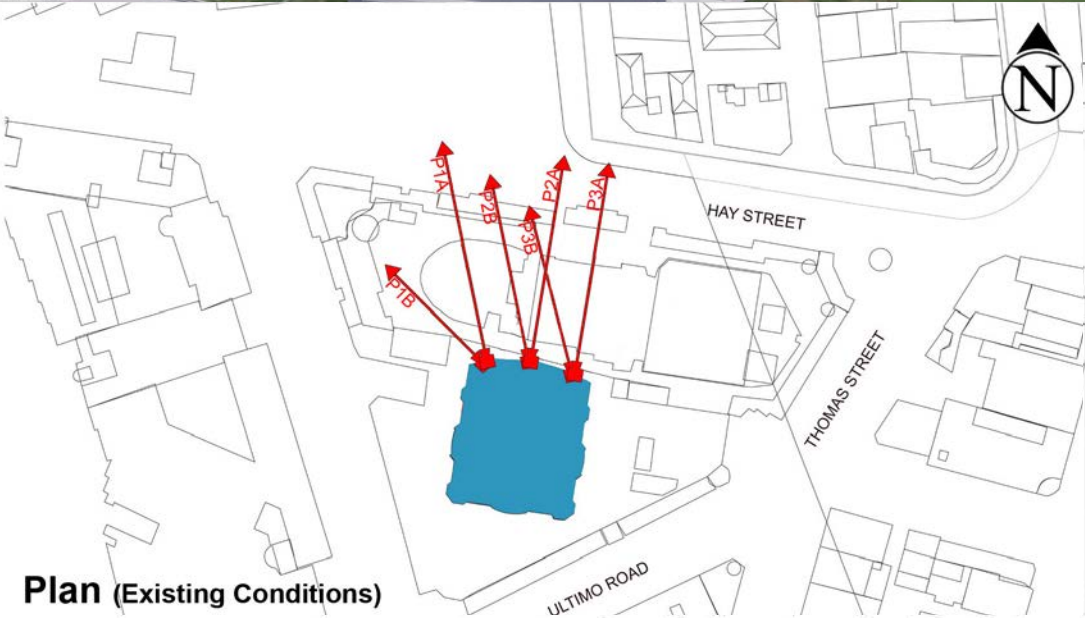 N
P1A
P2B
P2A
P3A
P3B
P1B
HAY STREET
THOMAS STREET
ULTIMO ROAD
Plan (Existing Conditions)